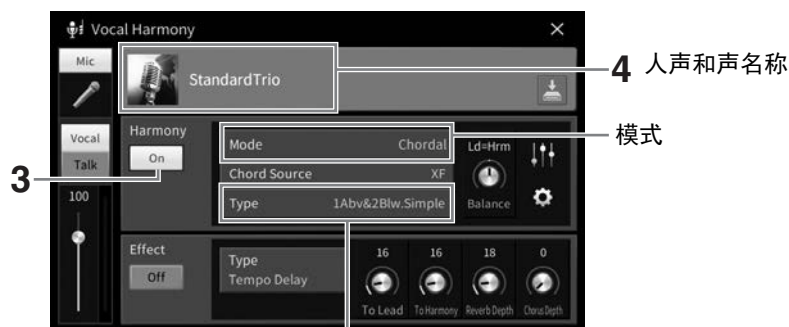 Vocal Harmony
Mic
StandardTrio
4 人声和声名称
Vocal
Talk
100
3
Harmony
On
Mode Chordal
模式
Chord Source XF
Type 1Abv&2Blw.Simple
Ld=Hrm
Balance
Effect
Off
Type
Tempo Delay
16 16 18 0
To Lead To Harmony Reverb Depth Chorus Depth